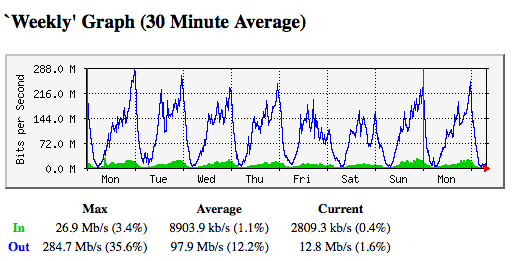 `Weekly' Graph (30 Minute Average)
Bits per Second
288.0 M
216.0 M
144.0 M
72.0 M
0.0 M
Mon Tue Wed Thu Fri Sat Sun Mon
Max Average Current
In 26.9 Mb/s (3.4%) 8903.9 kb/s (1.1%) 2809.3 kb/s (0.4%)
Out 284.7 Mb/s (35.6%) 97.9 Mb/s (12.2%) 12.8 Mb/s (1.6%)